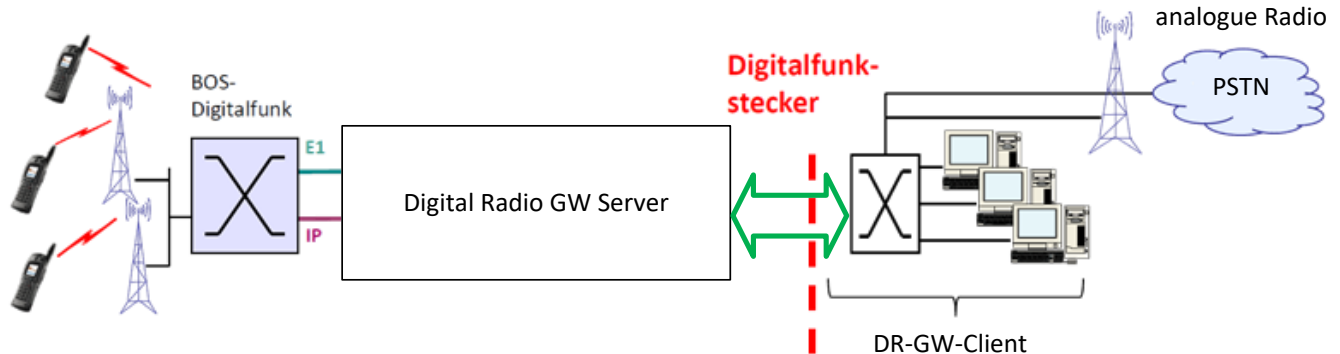 analogue Radio
BOS-
Digitalfunk
Digitalfunk-
stecker
PSTN
E1
Digital Radio GW Server
IP
DR-GW-Client